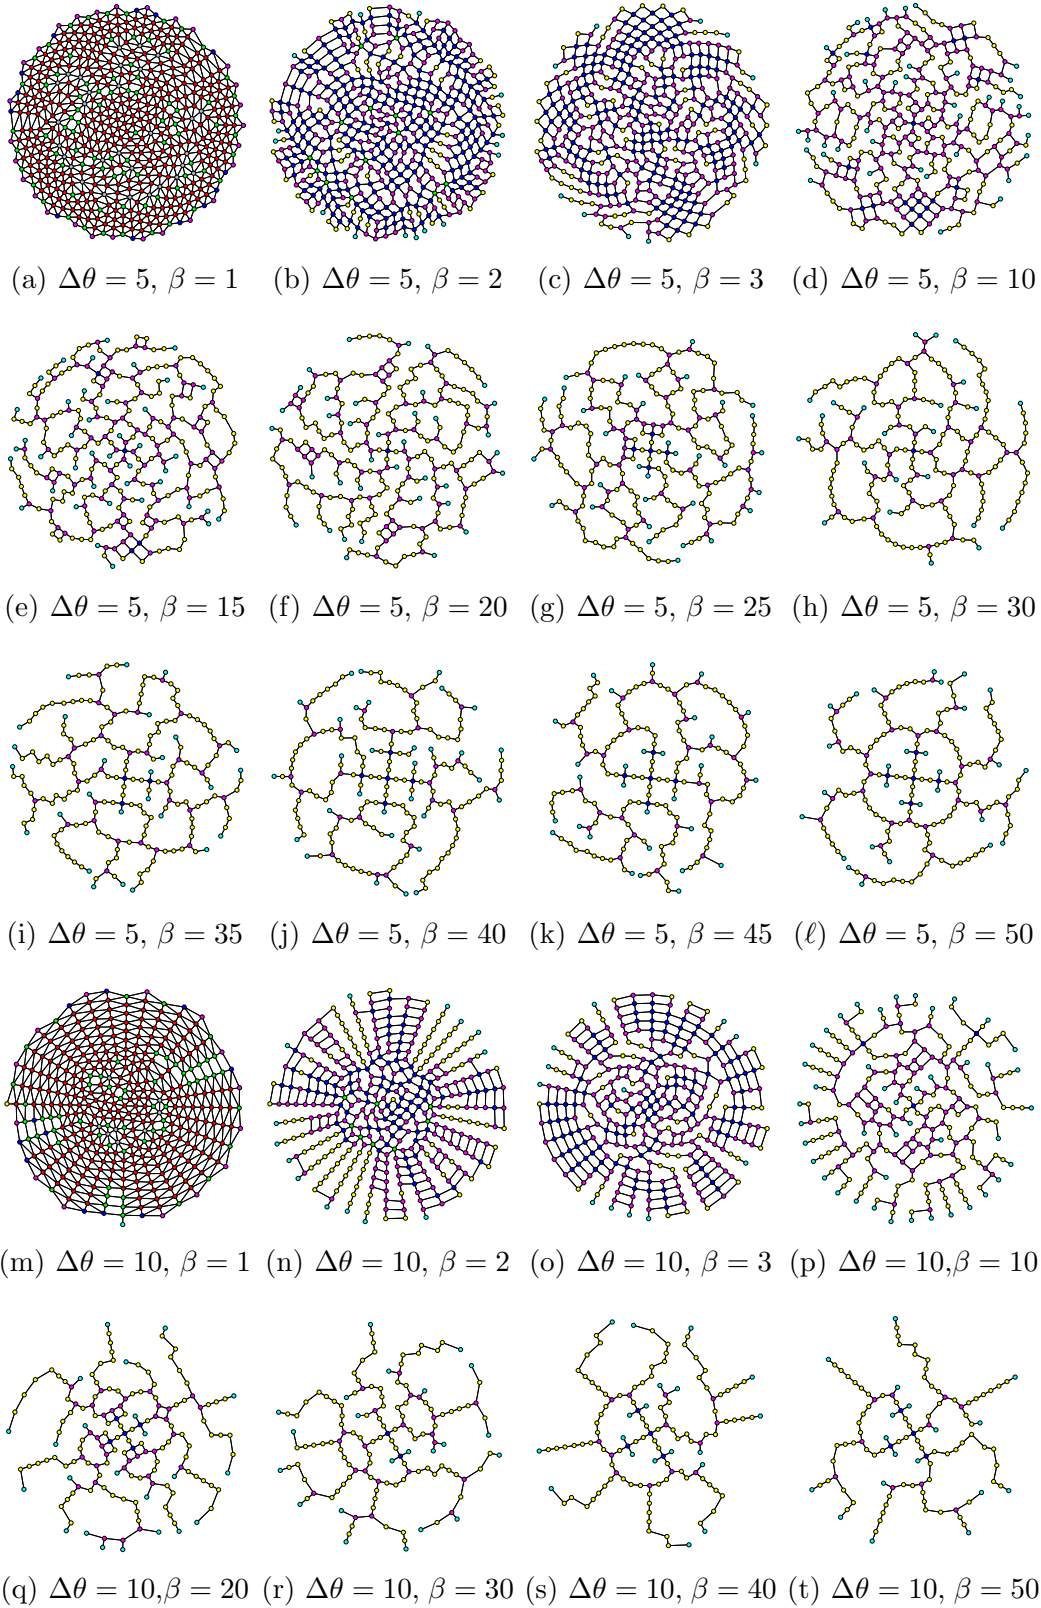 (a) Δθ = 5, β = 1 (b) Δθ = 5, β = 2 (c) Δθ = 5, β = 3 (d) Δθ = 5, β = 10
(e) Δθ = 5, β = 15 (f) Δθ = 5, β = 20 (g) Δθ = 5, β = 25 (h) Δθ = 5, β = 30
(i) Δθ = 5, β = 35 (j) Δθ = 5, β = 40 (k) Δθ = 5, β = 45 (ℓ) Δθ = 5, β = 50
(m) Δθ = 10, β = 1 (n) Δθ = 10, β = 2 (o) Δθ = 10, β = 3 (p) Δθ = 10,β = 10
(q) Δθ = 10,β = 20 (r) Δθ = 10, β = 30 (s) Δθ = 10, β = 40 (t) Δθ = 10, β = 50